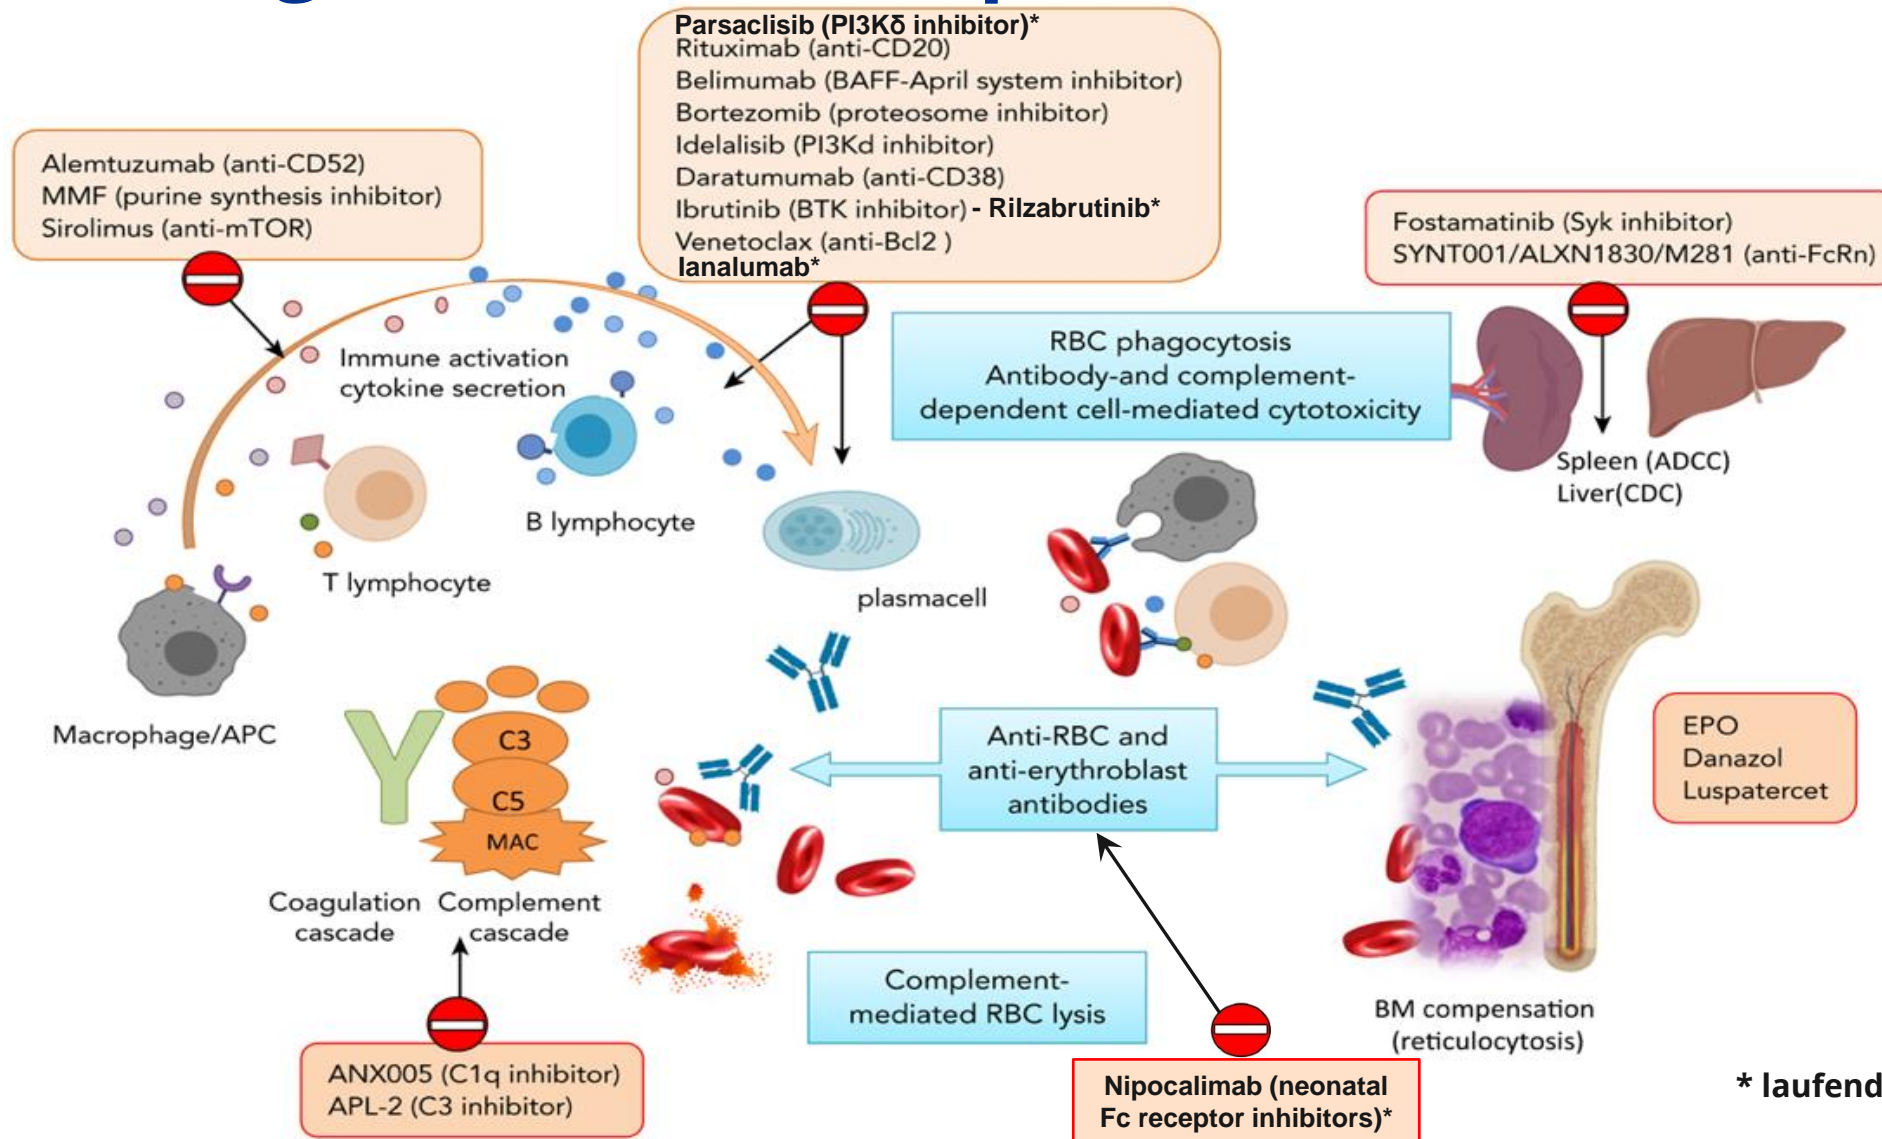 Parsaclisib (PI3Kδ inhibitor)*
Rituximab (anti-CD20)
Belimumab (BAFF-April system inhibitor)
Bortezomib (proteosome inhibitor)
Idelalisib (PI3Kd inhibitor)
Daratumumab (anti-CD38)
Ibrutinib (BTK inhibitor) - Rilzabrutinib*
Venetoclax (anti-Bcl2 )
Ianalumab*
Alemtuzumab (anti-CD52)
MMF (purine synthesis inhibitor)
Sirolimus (anti-mTOR)
Fostamatinib (Syk inhibitor)
SYNT001/ALXN1830/M281 (anti-FcRn)
Immune activation
cytokine secretion
RBC phagocytosis
Antibody-and complement-
dependent cell-mediated cytotoxicity
Spleen (ADCC)
Liver(CDC)
B lymphocyte
T lymphocyte
plasmacell
Macrophage/APC
C3
C5
MAC
Anti-RBC and
anti-erythroblast
antibodies
EPO
Danazol
Luspatercet
Coagulation
cascade
Complement
cascade
Complement-
mediated RBC lysis
BM compensation
(reticulocytosis)
ANX005 (C1q inhibitor)
APL-2 (C3 inhibitor)
Nipocalimab (neonatal
Fc receptor inhibitors)*
* laufend